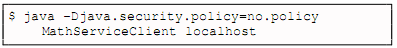 $ java -Djava.security.policy=no.policy
MathServiceClient localhost